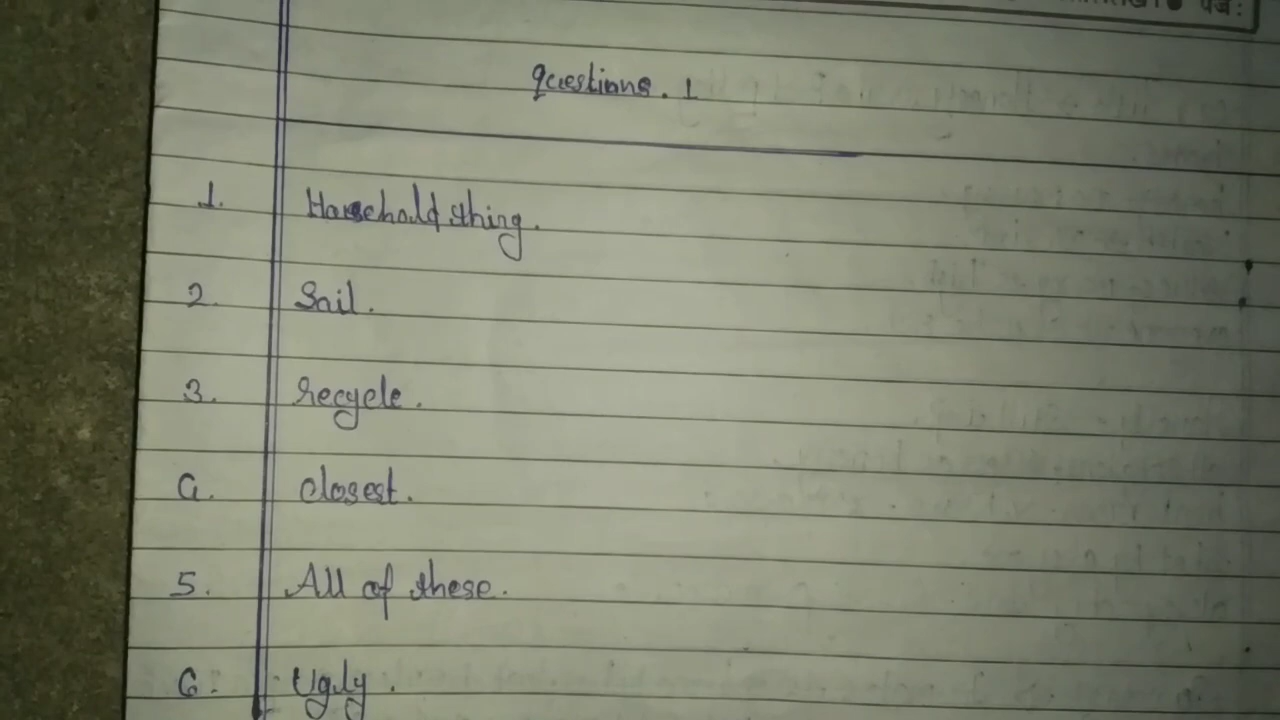 पेज:
Questions. 1
1. Household thing.
2. Sail.
3. recycle.
4. closest.
5. All of these.
6. Ugly.